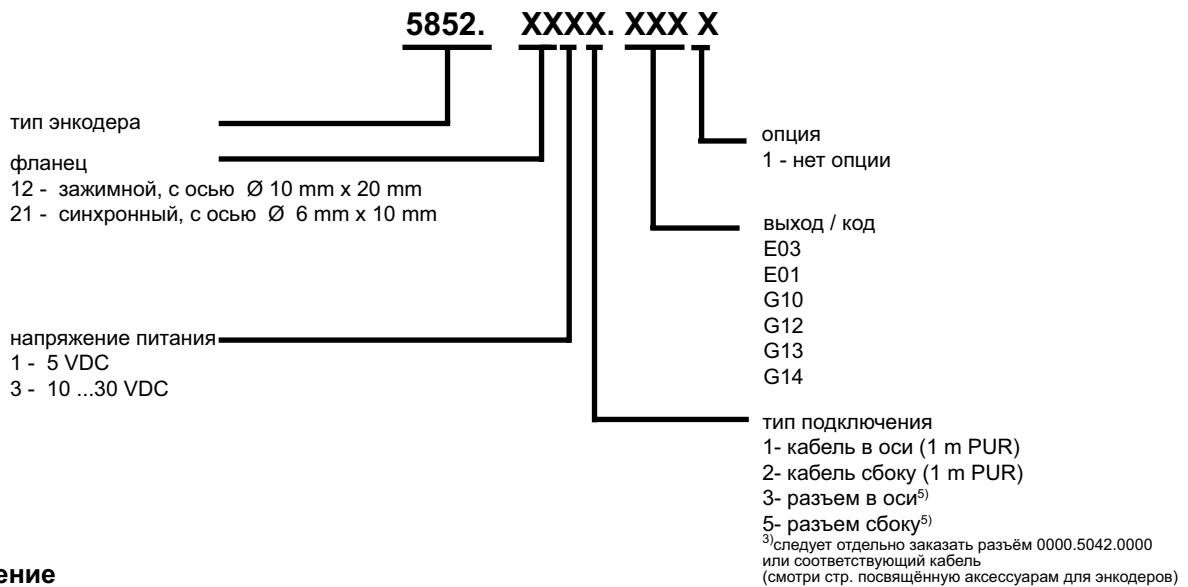 5852. XXXX. XXX X
тип энкодера
фланец
12 - зажимной, с осью Ø 10 mm x 20 mm
21 - синхронный, с осью Ø 6 mm x 10 mm
напряжение питания
1 - 5 VDC
3 - 10 ...30 VDC
опция
1 - нет опции
выход / код
E03
E01
G10
G12
G13
G14
тип подключения
1- кабель в оси (1 m PUR)
2- кабель сбоку (1 m PUR)
3- разъем в оси5)
5- разъем сбоку5)
3)следует отдельно заказать разъём 0000.5042.0000
или соответствующий кабель
(смотри стр. посвящённую аксессуарам для энкодеров)
ение